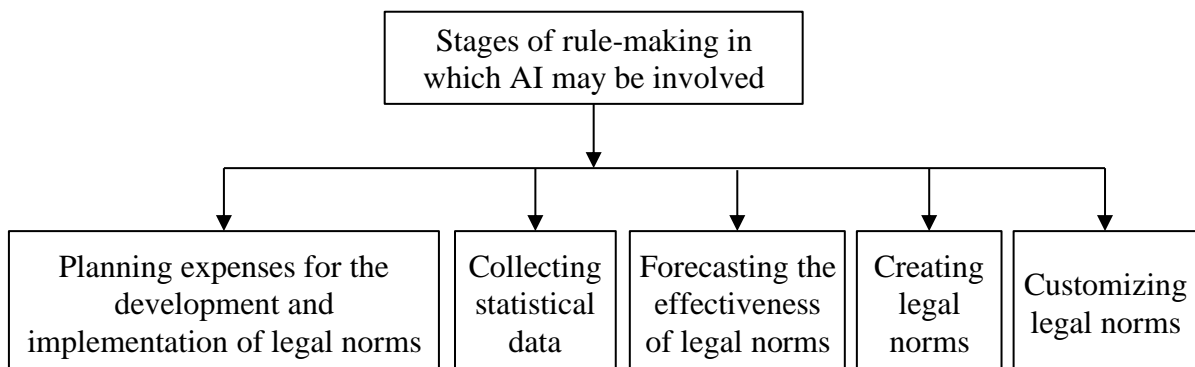 Stages of rule-making in
which AI may be involved
Planning expenses for the
development and
implementation of legal norms
Collecting
statistical
data
Forecasting the
effectiveness
of legal norms
Creating
legal
norms
Customizing
legal norms